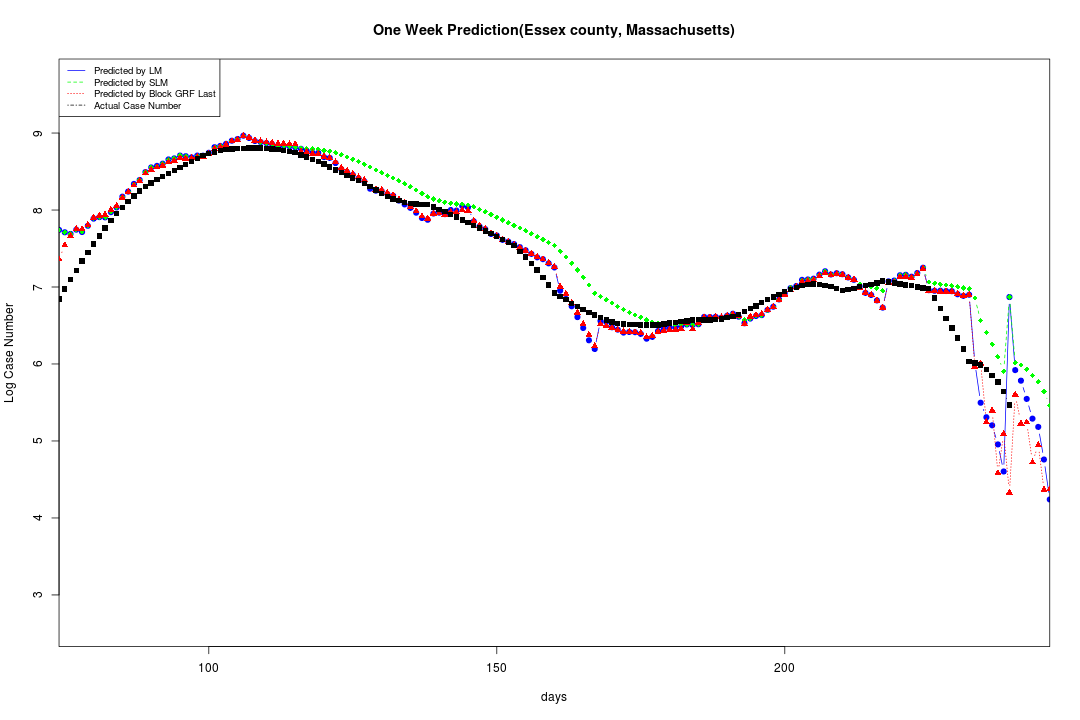 One Week Prediction(Essex county, Massachusetts)
Predicted by LM
Predicted by SLM
Predicted by Block GRF Last
Actual Case Number
9
8
7
6
5
4
3
Log Case Number
100 150 200
days